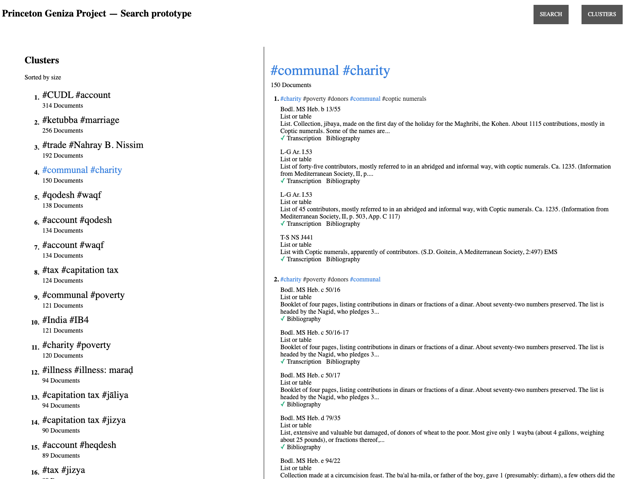 Princeton Geniza Project — Search prototype
SEARCH
CLUSTERS
Clusters
Sorted by size
1. #CUDL #account
314 Documents
2. #ketubba #marriage
256 Documents
3. #trade #Nahray B. Nissim
192 Documents
4. #communal #charity
150 Documents
5. #qodesh #waqf
138 Documents
6. #account #qodesh
134 Documents
7. #account #waqf
134 Documents
8. #tax #capitation tax
124 Documents
9. #communal #poverty
121 Documents
10. #India #IB4
121 Documents
11. #charity #poverty
120 Documents
12. #illness #illness: maraḍ
94 Documents
13. #capitation tax #jāliya
94 Documents
14. #capitation tax #jizya
90 Documents
15. #account #heqdesh
89 Documents
16. #tax #jizya
#communal #charity
150 Documents
1. #charity #poverty #donors #communal #coptic numerals
Bodl. MS Heb. b 13/55
List or table
List. Collection, jibaya, made on the first day of the holiday for the Maghribi, the Kohen. About 1115 contributions, mostly in
Coptic numerals. Some of the names are...
✓ Transcription Bibliography
L-G Ar. I.53
List or table
List of forty-five contributors, mostly referred to in an abridged and informal way, with coptic numerals. Ca. 1235. (Information
from Mediterranean Society, II, p....
✓ Transcription Bibliography
L-G Ar. I.53
List or table
List of 45 contributors, mostly referred to in an abridged and informal way, with Coptic numerals. Ca. 1235. (Information from
Mediterranean Society, II, p. 503, App. C 117)
✓ Transcription Bibliography
T-S NS J441
List or table
List with Coptic numerals, apparently of contributors. (S.D. Goitein, A Mediterranean Society, 2:497) EMS
✓ Transcription Bibliography
2. #charity #poverty #donors #communal
Bodl. MS Heb. c 50/16
List or table
Booklet of four pages, listing contributions in dinars or fractions of a dinar. About seventy-two numbers preserved. The list is
headed by the Nagid, who pledges 3...
✓ Bibliography
Bodl. MS Heb. c 50/16-17
List or table
Booklet of four pages, listing contributions in dinars or fractions of a dinar. About seventy-two numbers preserved. The list is
headed by the Nagid, who pledges 3...
✓ Transcription Bibliography
Bodl. MS Heb. c 50/17
List or table
Booklet of four pages, listing contributions in dinars or fractions of a dinar. About seventy-two numbers preserved. The list is
headed by the Nagid, who pledges 3...
✓ Bibliography
Bodl. MS Heb. d 79/35
List or table
List, extensive and valuable but damaged, of donors of wheat to the poor. Most give only 1 wayba (about 4 gallons, weighing
about 25 pounds), or fractions thereof,...
✓ Bibliography
Bodl. MS Heb. e 94/22
List or table
Collection made at a circumcision feast. The ba'al ha-mila, or father of the boy, gave 1 (presumably: dirham), a few others did the